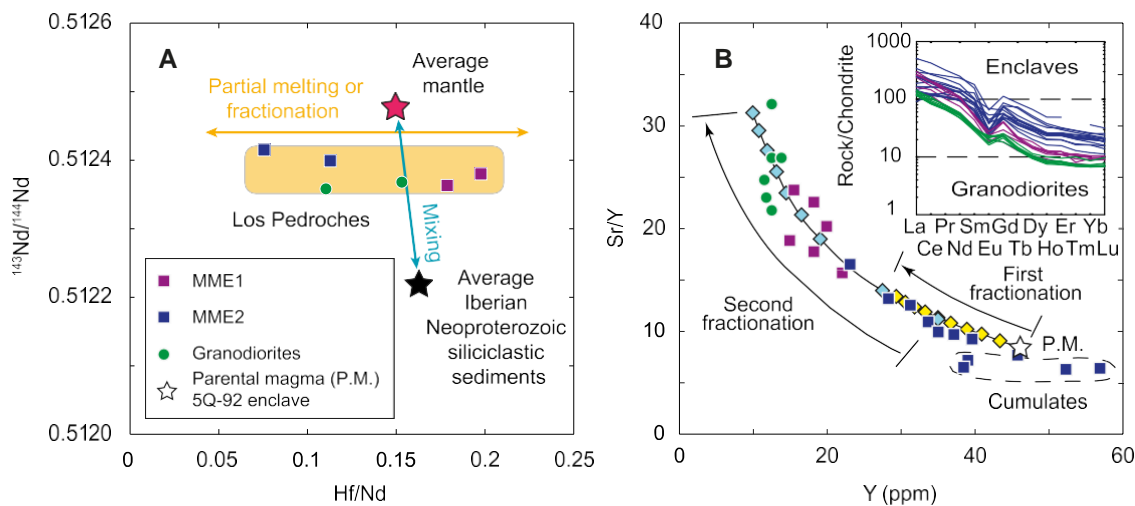 A
0.5126
0.5124
0.5122
0.5120
¹⁴³Nd/¹⁴⁴Nd
Average
mantle
Partial melting or
fractionation
Los Pedroches
Mixing
Average
Iberian
Neoproterozoic
siliciclastic
sediments
MME1
MME2
Granodiorites
Parental magma (P.M.)
5Q-92 enclave
0
0.05
0.10
0.15
0.2
0.25
Hf/Nd
B
40
30
20
10
0
Sr/Y
Rock/Chondrite
1000
100
10
1
Enclaves
Granodiorites
La Pr SmGd Dy Er Yb
Ce Nd Eu Tb Ho TmLu
First
fractionation
Second
fractionation
P.M.
Cumulates
0
20
40
60
Y (ppm)